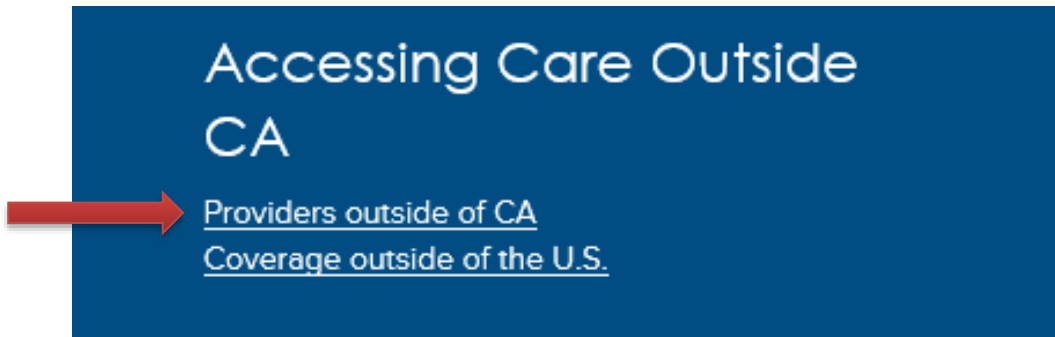 Accessing Care Outside
CA
Providers outside of CA
Coverage outside of the U.S.